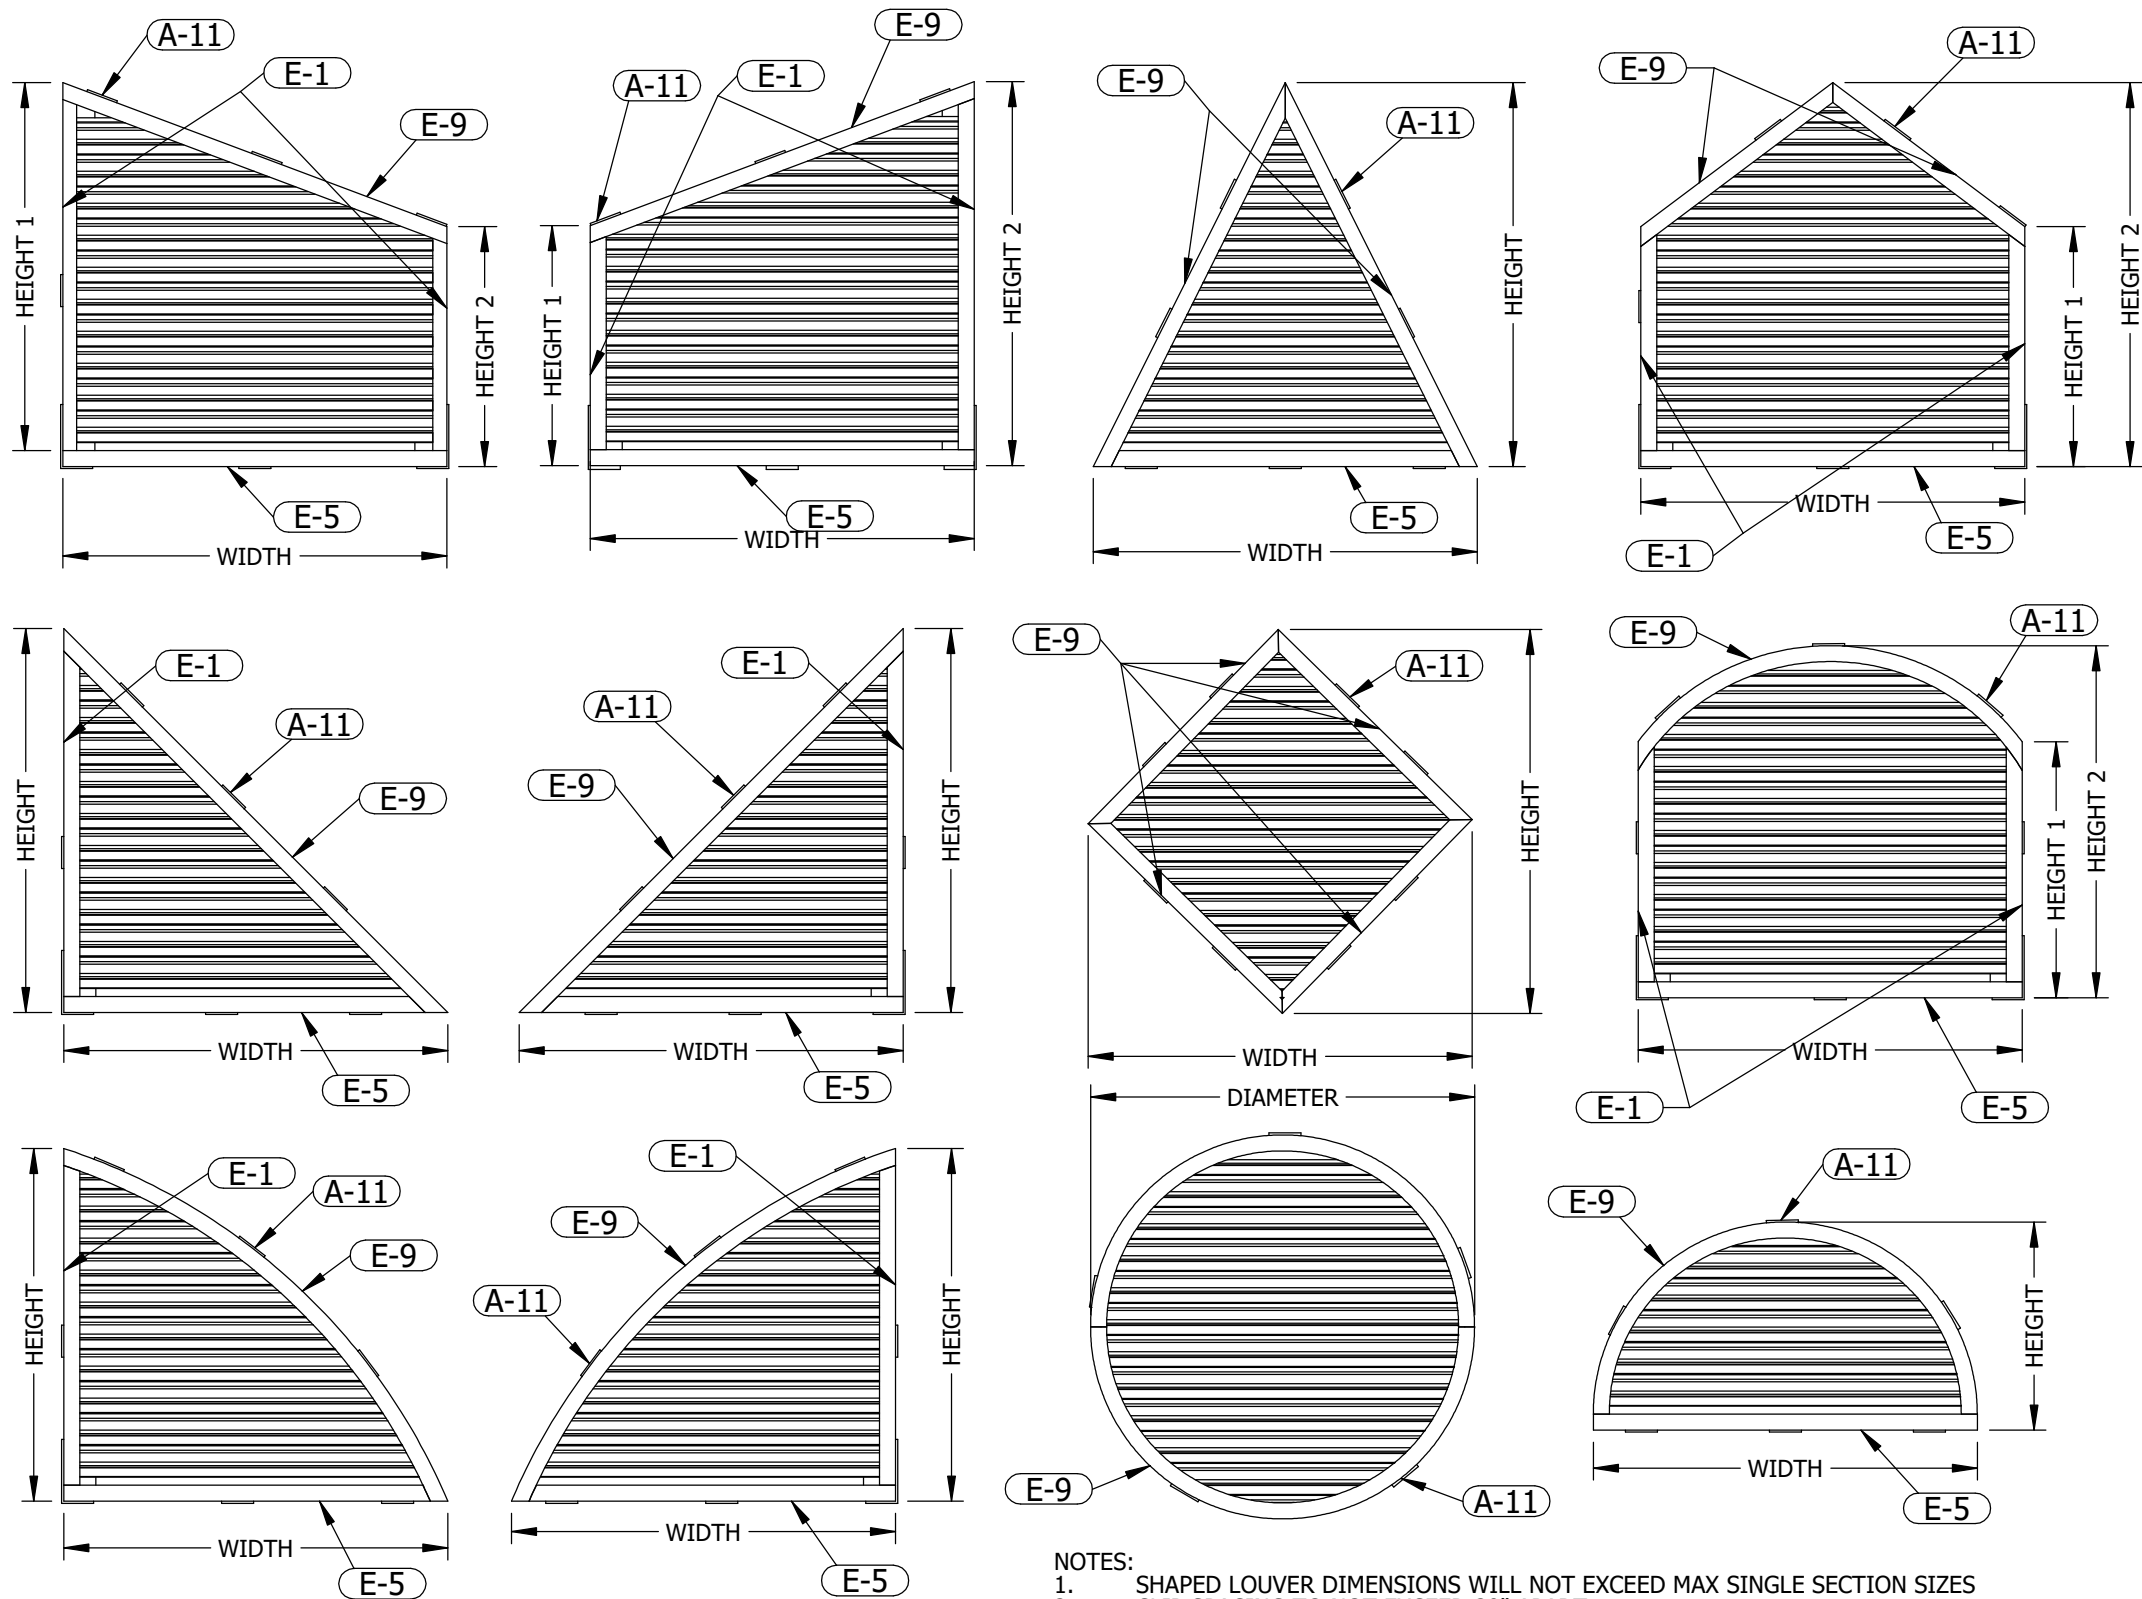 A-11
E-1
E-9
HEIGHT 1
HEIGHT 2
E-5
WIDTH
E-9
A-11
E-1
HEIGHT 1
HEIGHT 2
E-5
WIDTH
E-9
A-11
HEIGHT
E-5
WIDTH
A-11
E-9
HEIGHT 1
HEIGHT 2
WIDTH
E-5
E-1
E-1
A-11
E-9
HEIGHT
WIDTH
E-5
E-1
A-11
E-9
HEIGHT
WIDTH
E-5
E-9
A-11
HEIGHT
WIDTH
A-11
E-9
HEIGHT 1
HEIGHT 2
WIDTH
E-1
E-5
E-1
A-11
E-9
HEIGHT
WIDTH
E-5
E-1
E-9
A-11
HEIGHT
WIDTH
E-5
DIAMETER
E-9
A-11
A-11
E-9
HEIGHT
WIDTH
E-5
NOTES:
1. SHAPED LOUVER DIMENSIONS WILL NOT EXCEED MAX SINGLE SECTION SIZES